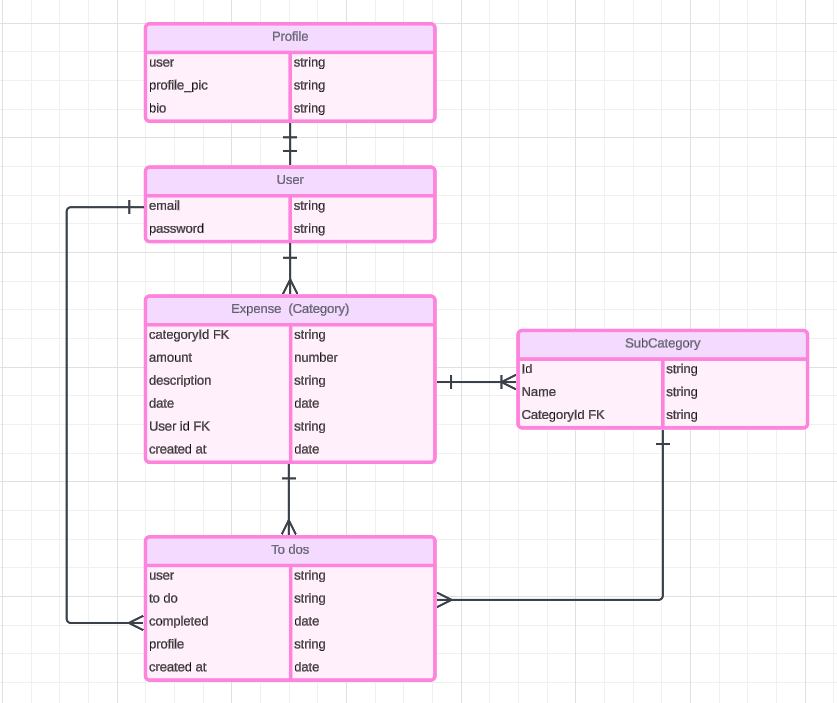 Profile
user string
profile_pic string
bio string
User
email string
password string
Expense (Category)
categoryId FK string
amount number
description string
date date
User id FK string
created at date
SubCategory
Id string
Name string
CategoryId FK string
To dos
user string
to do string
completed date
profile string
created at date